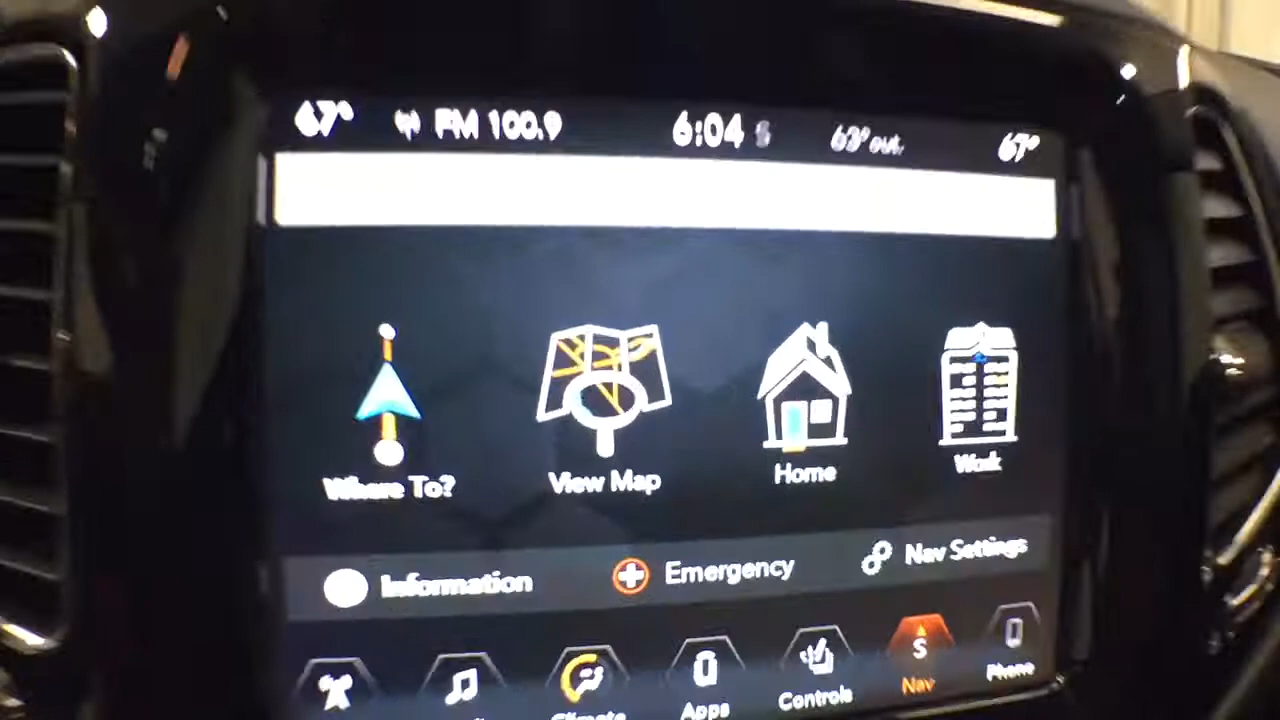 67° FM 100.9 6:04 S 63° out. 67°
Where To? View Map Home Work
Information Emergency Nav Settings
Climate Apps Controls S Nav Phone